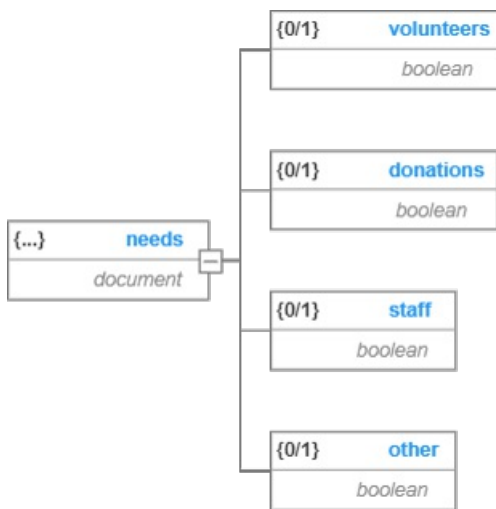 {0/1} volunteers
boolean
{0/1} donations
boolean
{...} needs
document
{0/1} staff
boolean
{0/1} other
boolean